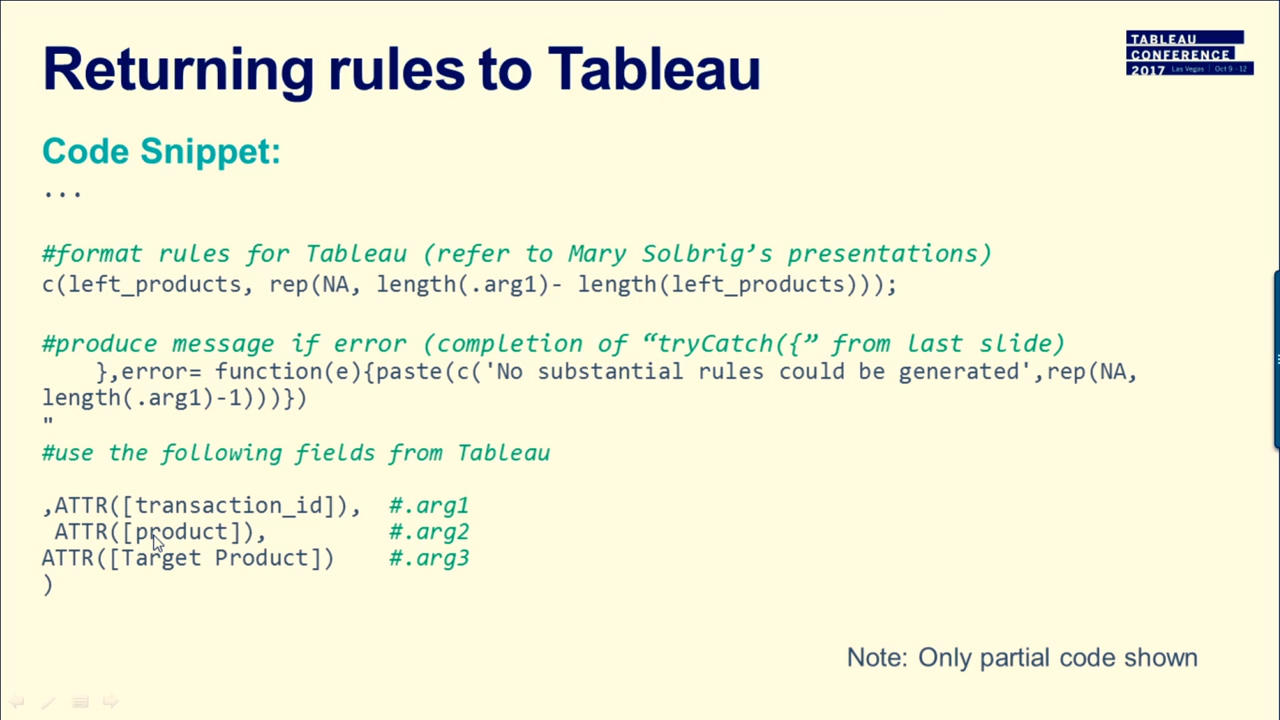 Returning rules to Tableau
TABLEAU
CONFERENCE
2017 Las Vegas | Oct 9 - 12
Code Snippet:
...
#format rules for Tableau (refer to Mary Solbrig’s presentations)
c(left_products, rep(NA, length(.arg1)- length(left_products)));
#produce message if error (completion of “tryCatch({” from last slide)
},error= function(e){paste(c('No substantial rules could be generated',rep(NA,
length(.arg1)-1)))})
"
#use the following fields from Tableau
,ATTR([transaction_id]), #.arg1
ATTR([product]), #.arg2
ATTR([Target Product]) #.arg3
)
Note: Only partial code shown